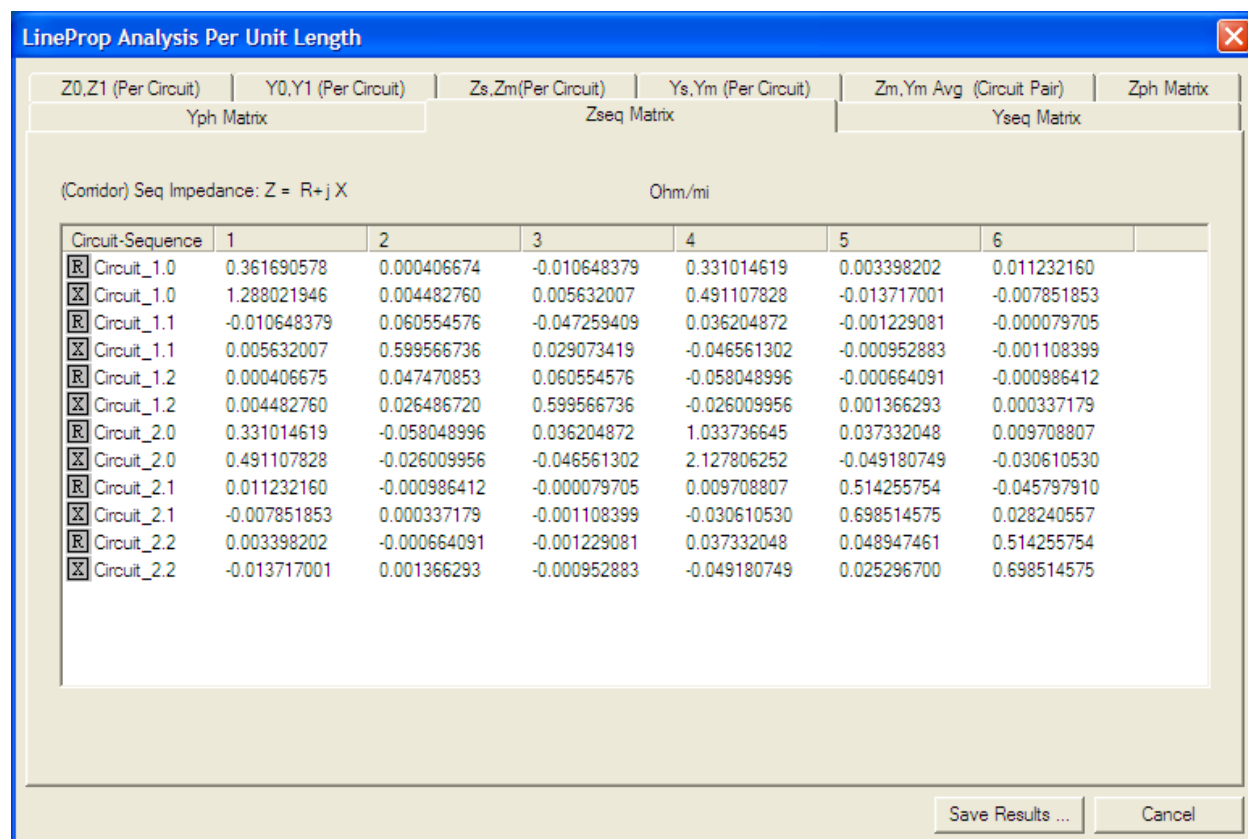 LineProp Analysis Per Unit Length
Z0,Z1 (Per Circuit) Y0,Y1 (Per Circuit) Zs,Zm(Per Circuit) Ys,Ym (Per Circuit) Zm,Ym Avg (Circuit Pair) Zph Matrix
Yph Matrix Zseq Matrix Yseq Matrix
(Corridor) Seq Impedance: Z = R+j X Ohm/mi
Circuit-Sequence 1 2 3 4 5 6
R Circuit_1.0 0.361690578 0.000406674 -0.010648379 0.331014619 0.003398202 0.011232160
X Circuit_1.0 1.288021946 0.004482760 0.005632007 0.491107828 -0.013717001 -0.007851853
R Circuit_1.1 -0.010648379 0.060554576 -0.047259409 0.036204872 -0.001229081 -0.000079705
X Circuit_1.1 0.005632007 0.599566736 0.029073419 -0.046561302 -0.000952883 -0.001108399
R Circuit_1.2 0.000406675 0.047470853 0.060554576 -0.058048996 -0.000664091 -0.000986412
X Circuit_1.2 0.004482760 0.026486720 0.599566736 -0.026009956 0.001366293 0.000337179
R Circuit_2.0 0.331014619 -0.058048996 0.036204872 1.033736645 0.037332048 0.009708807
X Circuit_2.0 0.491107828 -0.026009956 -0.046561302 2.127806252 -0.049180749 -0.030610530
R Circuit_2.1 0.011232160 -0.000986412 -0.000079705 0.009708807 0.514255754 -0.045797910
X Circuit_2.1 -0.007851853 0.000337179 -0.001108399 -0.030610530 0.698514575 0.028240557
R Circuit_2.2 0.003398202 -0.000664091 -0.001229081 0.037332048 0.048947461 0.514255754
X Circuit_2.2 -0.013717001 0.001366293 -0.000952883 -0.049180749 0.025296700 0.698514575
Save Results ... Cancel